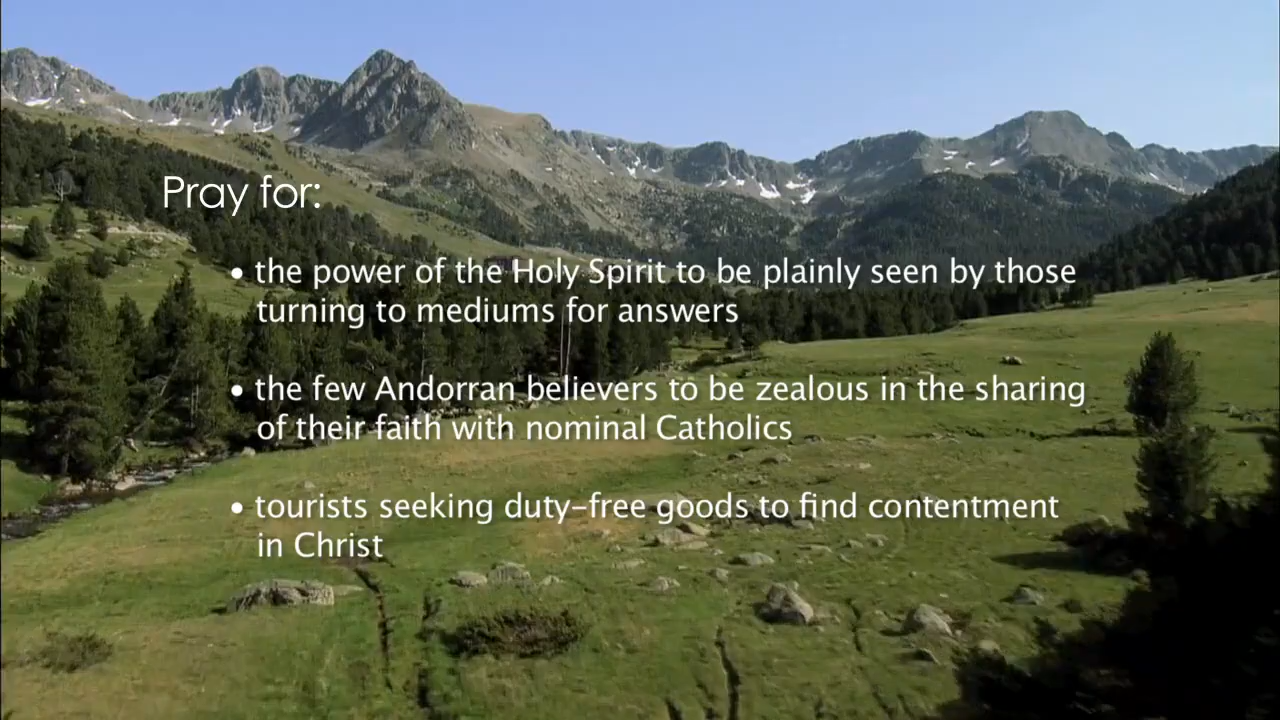 Pray for:
• the power of the Holy Spirit to be plainly seen by those
turning to mediums for answers
• the few Andorran believers to be zealous in the sharing
of their faith with nominal Catholics
• tourists seeking duty-free goods to find contentment
in Christ